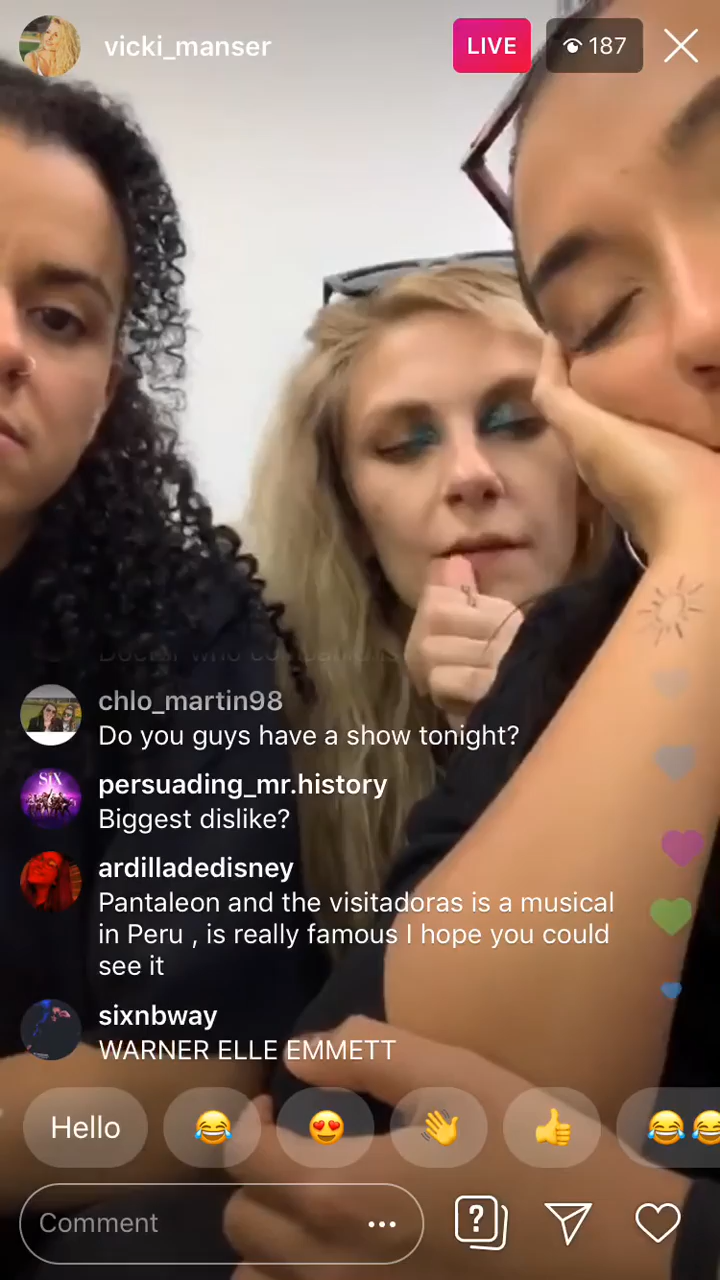 vicki_manser
LIVE
187
chlo_martin98
Do you guys have a show tonight?
persuading_mr.history
Biggest dislike?
ardilladedisney
Pantaleon and the visitadoras is a musical
in Peru , is really famous I hope you could
see it
sixnbway
WARNER ELLE EMMETT
Hello
Comment